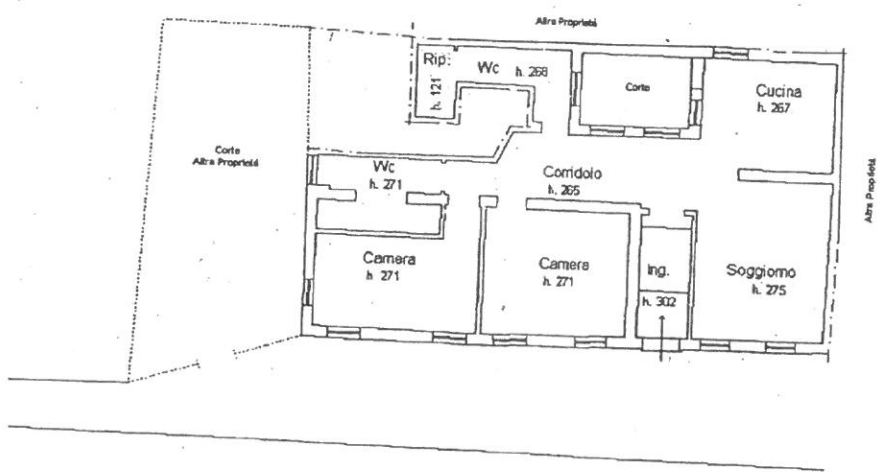 Altra Proprietà
Rip.
h. 121
Wc
h. 268
Corte
Cucina
h. 267
Corte
Altra Proprietà
Wc
h. 271
Corridoio
h. 265
Altra Proprietà
Camera
h. 271
Camera
h. 271
Ing.
h. 302
Soggiorno
h. 275